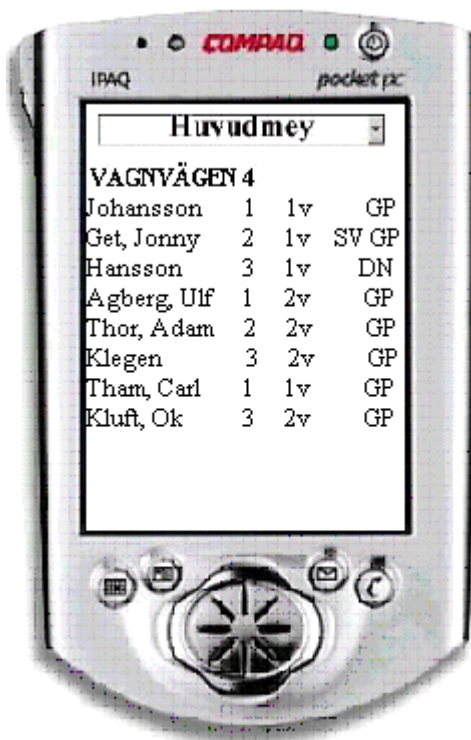 COMPAQ
IPAQ pocket pc
Huvudmey
VAGNVÄGEN 4
Johansson 1 1v GP
Get, Jonny 2 1v SV GP
Hansson 3 1v DN
Agberg, Ulf 1 2v GP
Thor, Adam 2 2v GP
Klegen 3 2v GP
Tham, Carl 1 1v GP
Kluft, Ok 3 2v GP